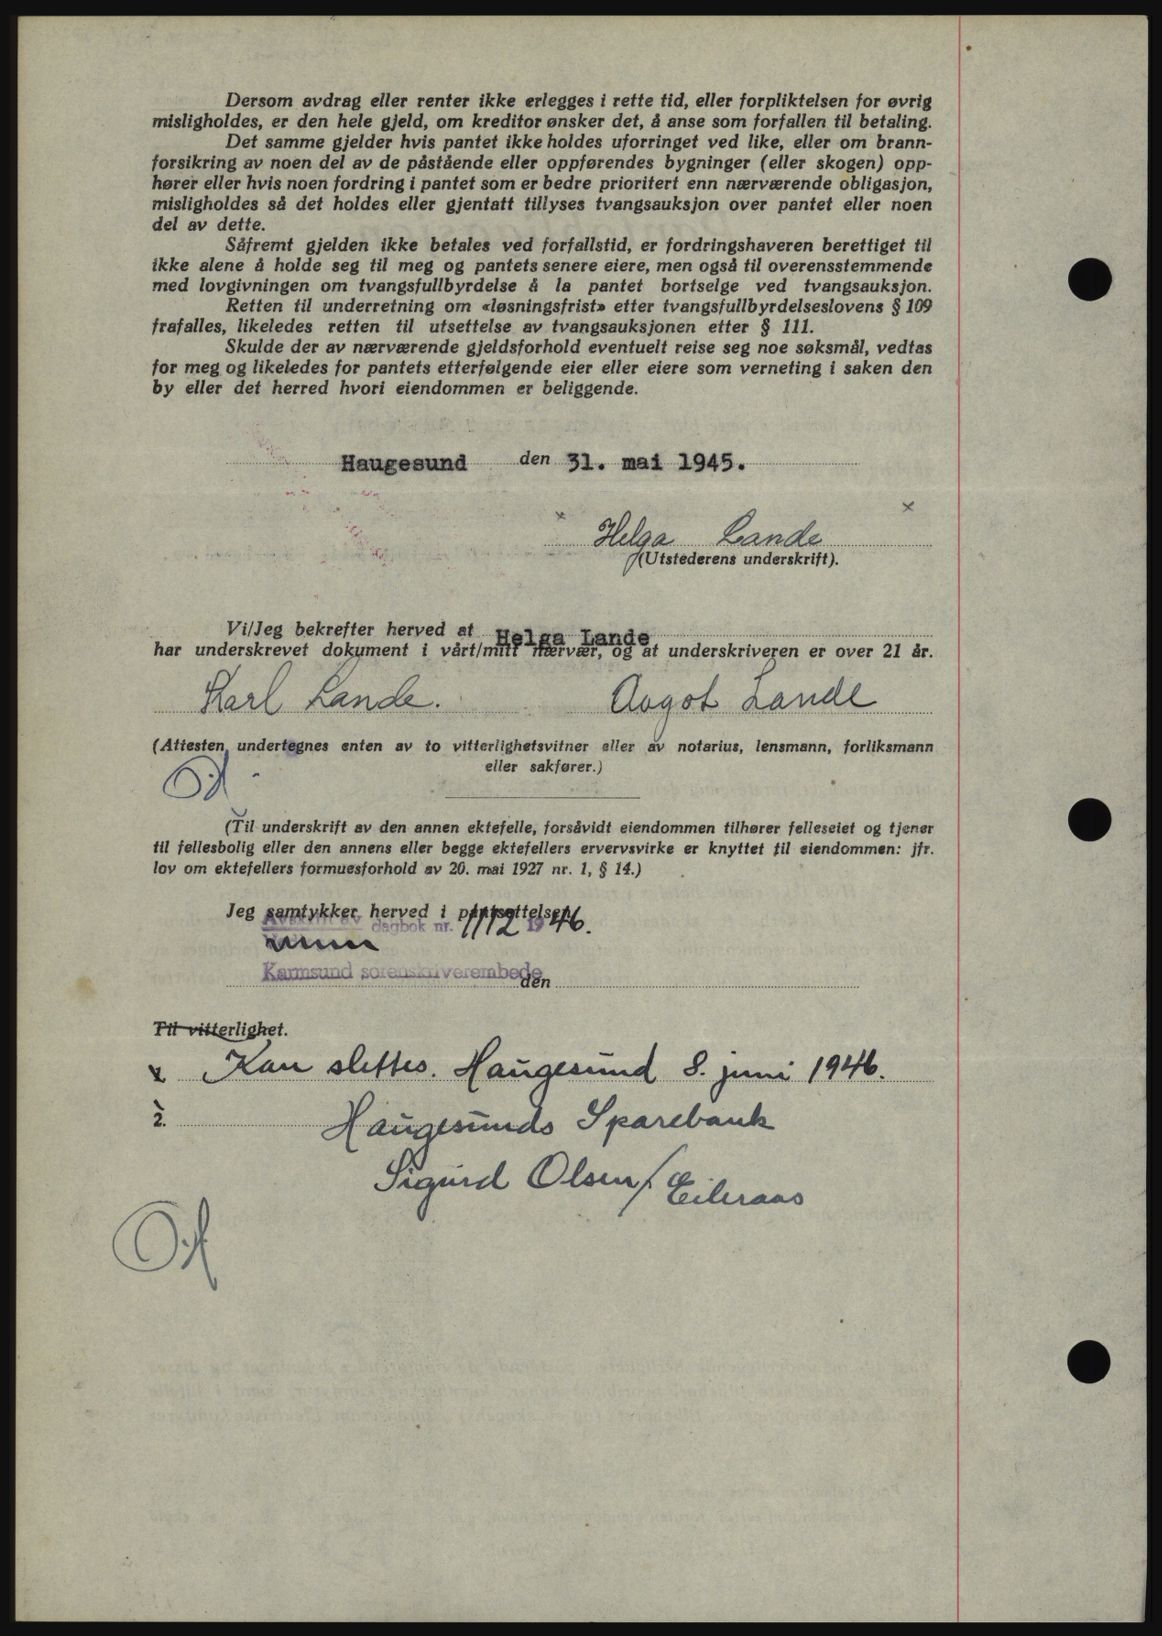 Dersom avdrag eller renter ikke erlegges i rette tid, eller forpliktelsen for øvrig
misligholdes, er den hele gjeld, om kreditor ønsker det, å anse som forfallen til betaling.
Det samme gjelder hvis pantet ikke holdes uforringet ved like, eller om brann-
forsikring av noen del av de påstående eller oppførendes bygninger (eller skogen) opp-
hører eller hvis noen fordring i pantet som er bedre prioritert enn nærværende obligasjon,
misligholdes så det holdes eller gjentatt tillyses tvangsauksjon over pantet eller noen
del av dette.
Såfremt gjelden ikke betales ved forfallstid, er fordringshaveren berettiget til
ikke alene å holde seg til meg og pantets senere eiere, men også til overensstemmende
med lovgivningen om tvangsfullbyrdelse å la pantet bortselge ved tvangsauksjon.
Retten til underretning om «løsningsfrist» etter tvangsfullbyrdelseslovens § 109
frafalles, likeledes retten til utsettelse av tvangsauksjonen etter § 111.
Skulde der av nærværende gjeldsforhold eventuelt reise seg noe søksmål, vedtas
for meg og likeledes for pantets etterfølgende eier eller eiere som verneting i saken den
by eller det herred hvori eiendommen er beliggende.
Haugesund den 31. mai 1945.
Helga Lande
(Utstederens underskrift).
Vi/Jeg bekrefter herved at Helga Lande
har underskrevet dokument i vårt/mitt nærvær, og at underskriveren er over 21 år.
Karl Lande. Aagot Lande
(Attesten undertegnes enten av to vitterlighetsvitner eller av notarius, lensmann, forliksmann
eller sakfører.)
(Til underskrift av den annen ektefelle, forsåvidt eiendommen tilhører felleseiet og tjener
til fellesbolig eller den annens eller begge ektefellers ervervsvirke er knyttet til eiendommen: jfr.
lov om ektefellers formuesforhold av 20. mai 1927 nr. 1, § 14.)
Jeg samtykker herved i pantsettelsen
Avskrift av dagbok nr. 1112 1946.
Karmsund sorenskriverembede
den
Til vitterlighet.
Kan slettes. Haugesund 8. juni 1946.
2. Haugesunds Sparebank
Sigurd Olsen / Eileraas